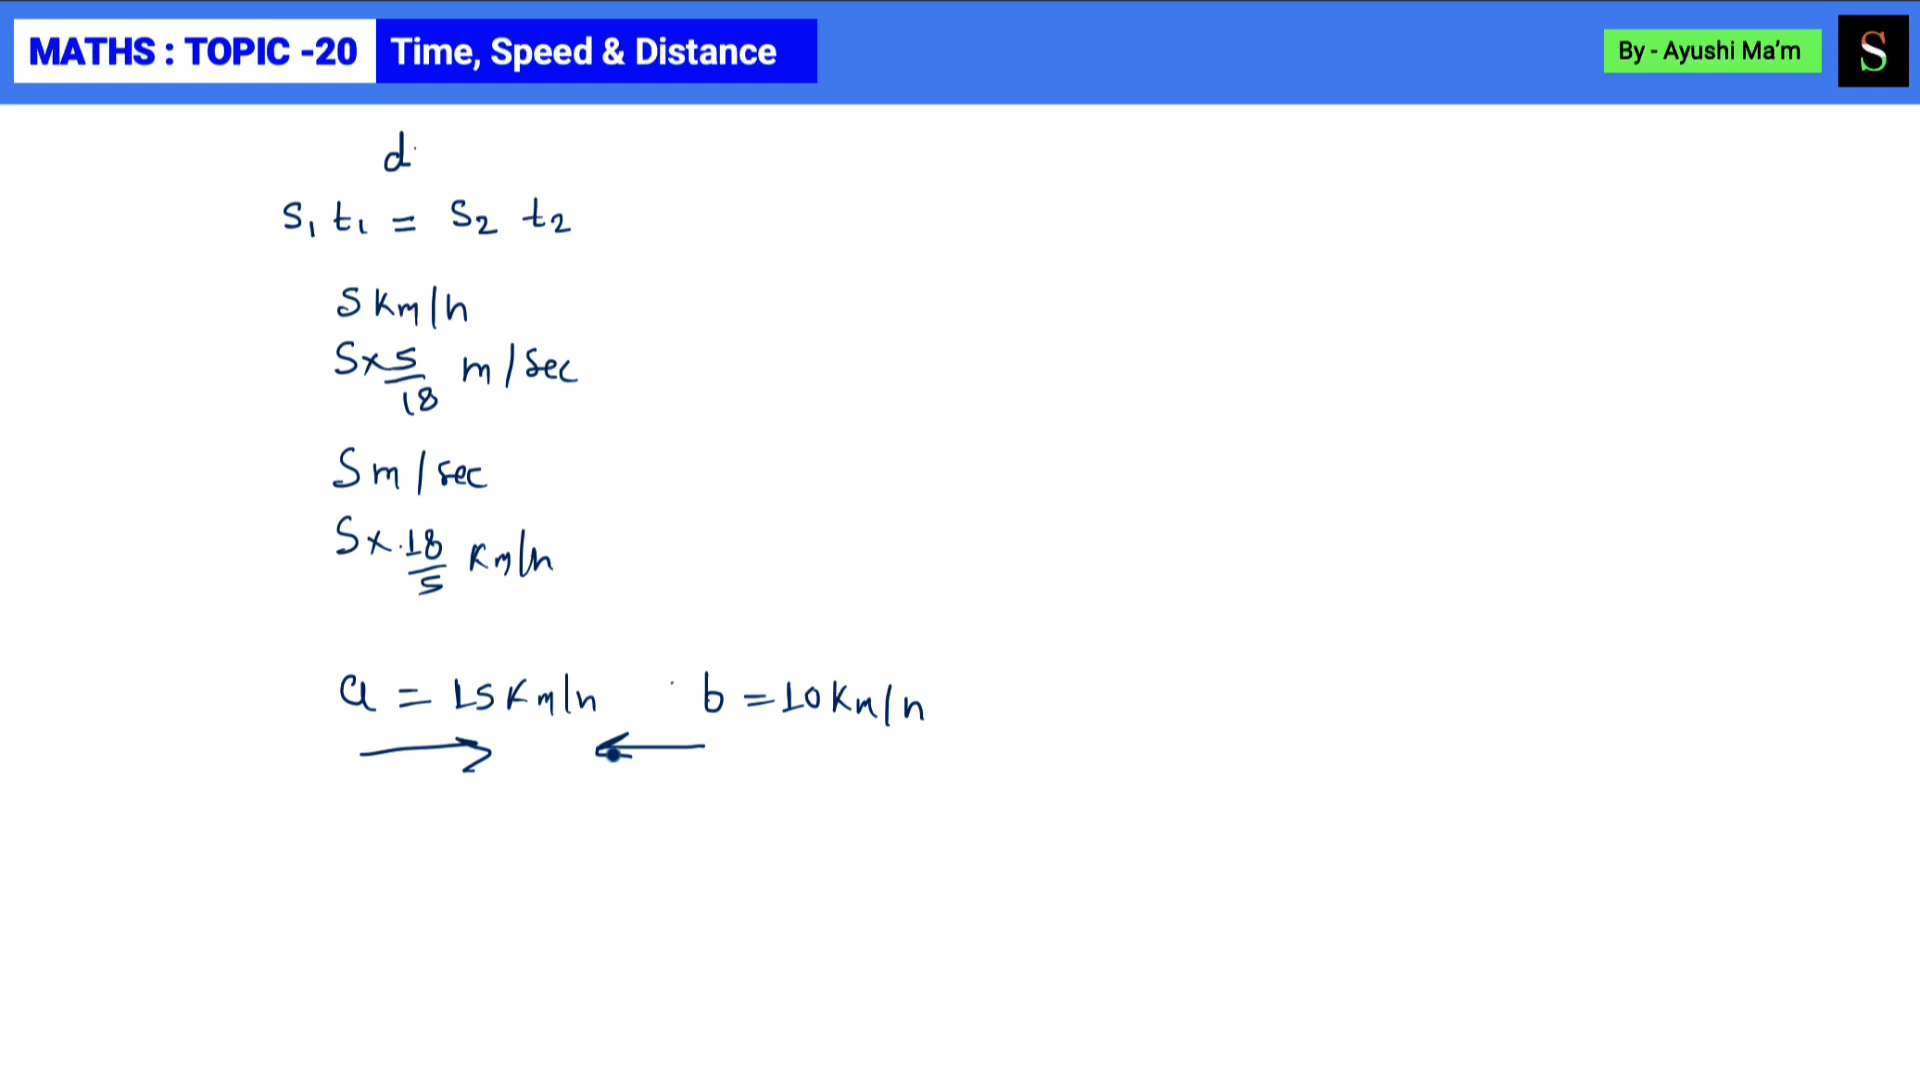 MATHS : TOPIC -20 Time, Speed & Distance By - Ayushi Ma'm S
d
S₁ t₁ = S₂ t₂
S km/h
S×5/18 m/sec
S m/sec
S×18/5 km/h
a = 15 km/h b = 10 km/h